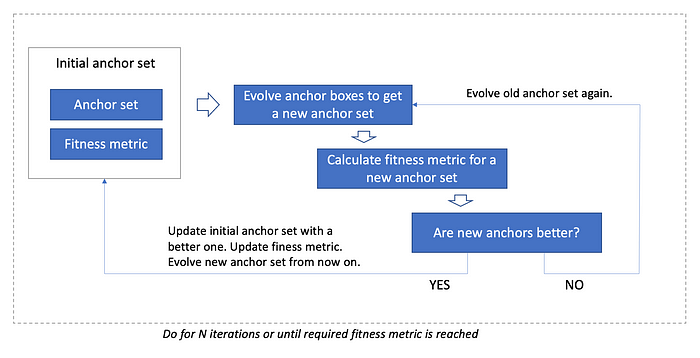 Initial anchor set
Anchor set
Fitness metric
Evolve anchor boxes to get
a new anchor set
Evolve old anchor set again.
Calculate fitness metric for a
new anchor set
Are new anchors better?
Update initial anchor set with a
better one. Update finess metric.
Evolve new anchor set from now on.
YES
NO
Do for N iterations or until required fitness metric is reached